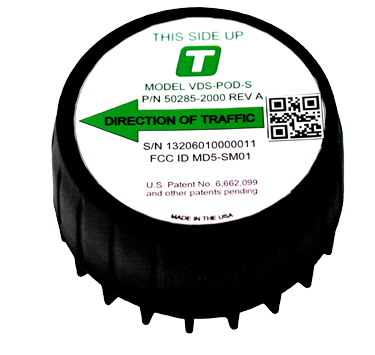 THIS SIDE UP
T
MODEL VDS-POD-S
P/N 50285-2000 REV A
DIRECTION OF TRAFFIC
S/N 13206010000011
FCC ID MD5-SM01
U.S. Patent No. 6,662,099
and other patents pending
MADE IN THE USA